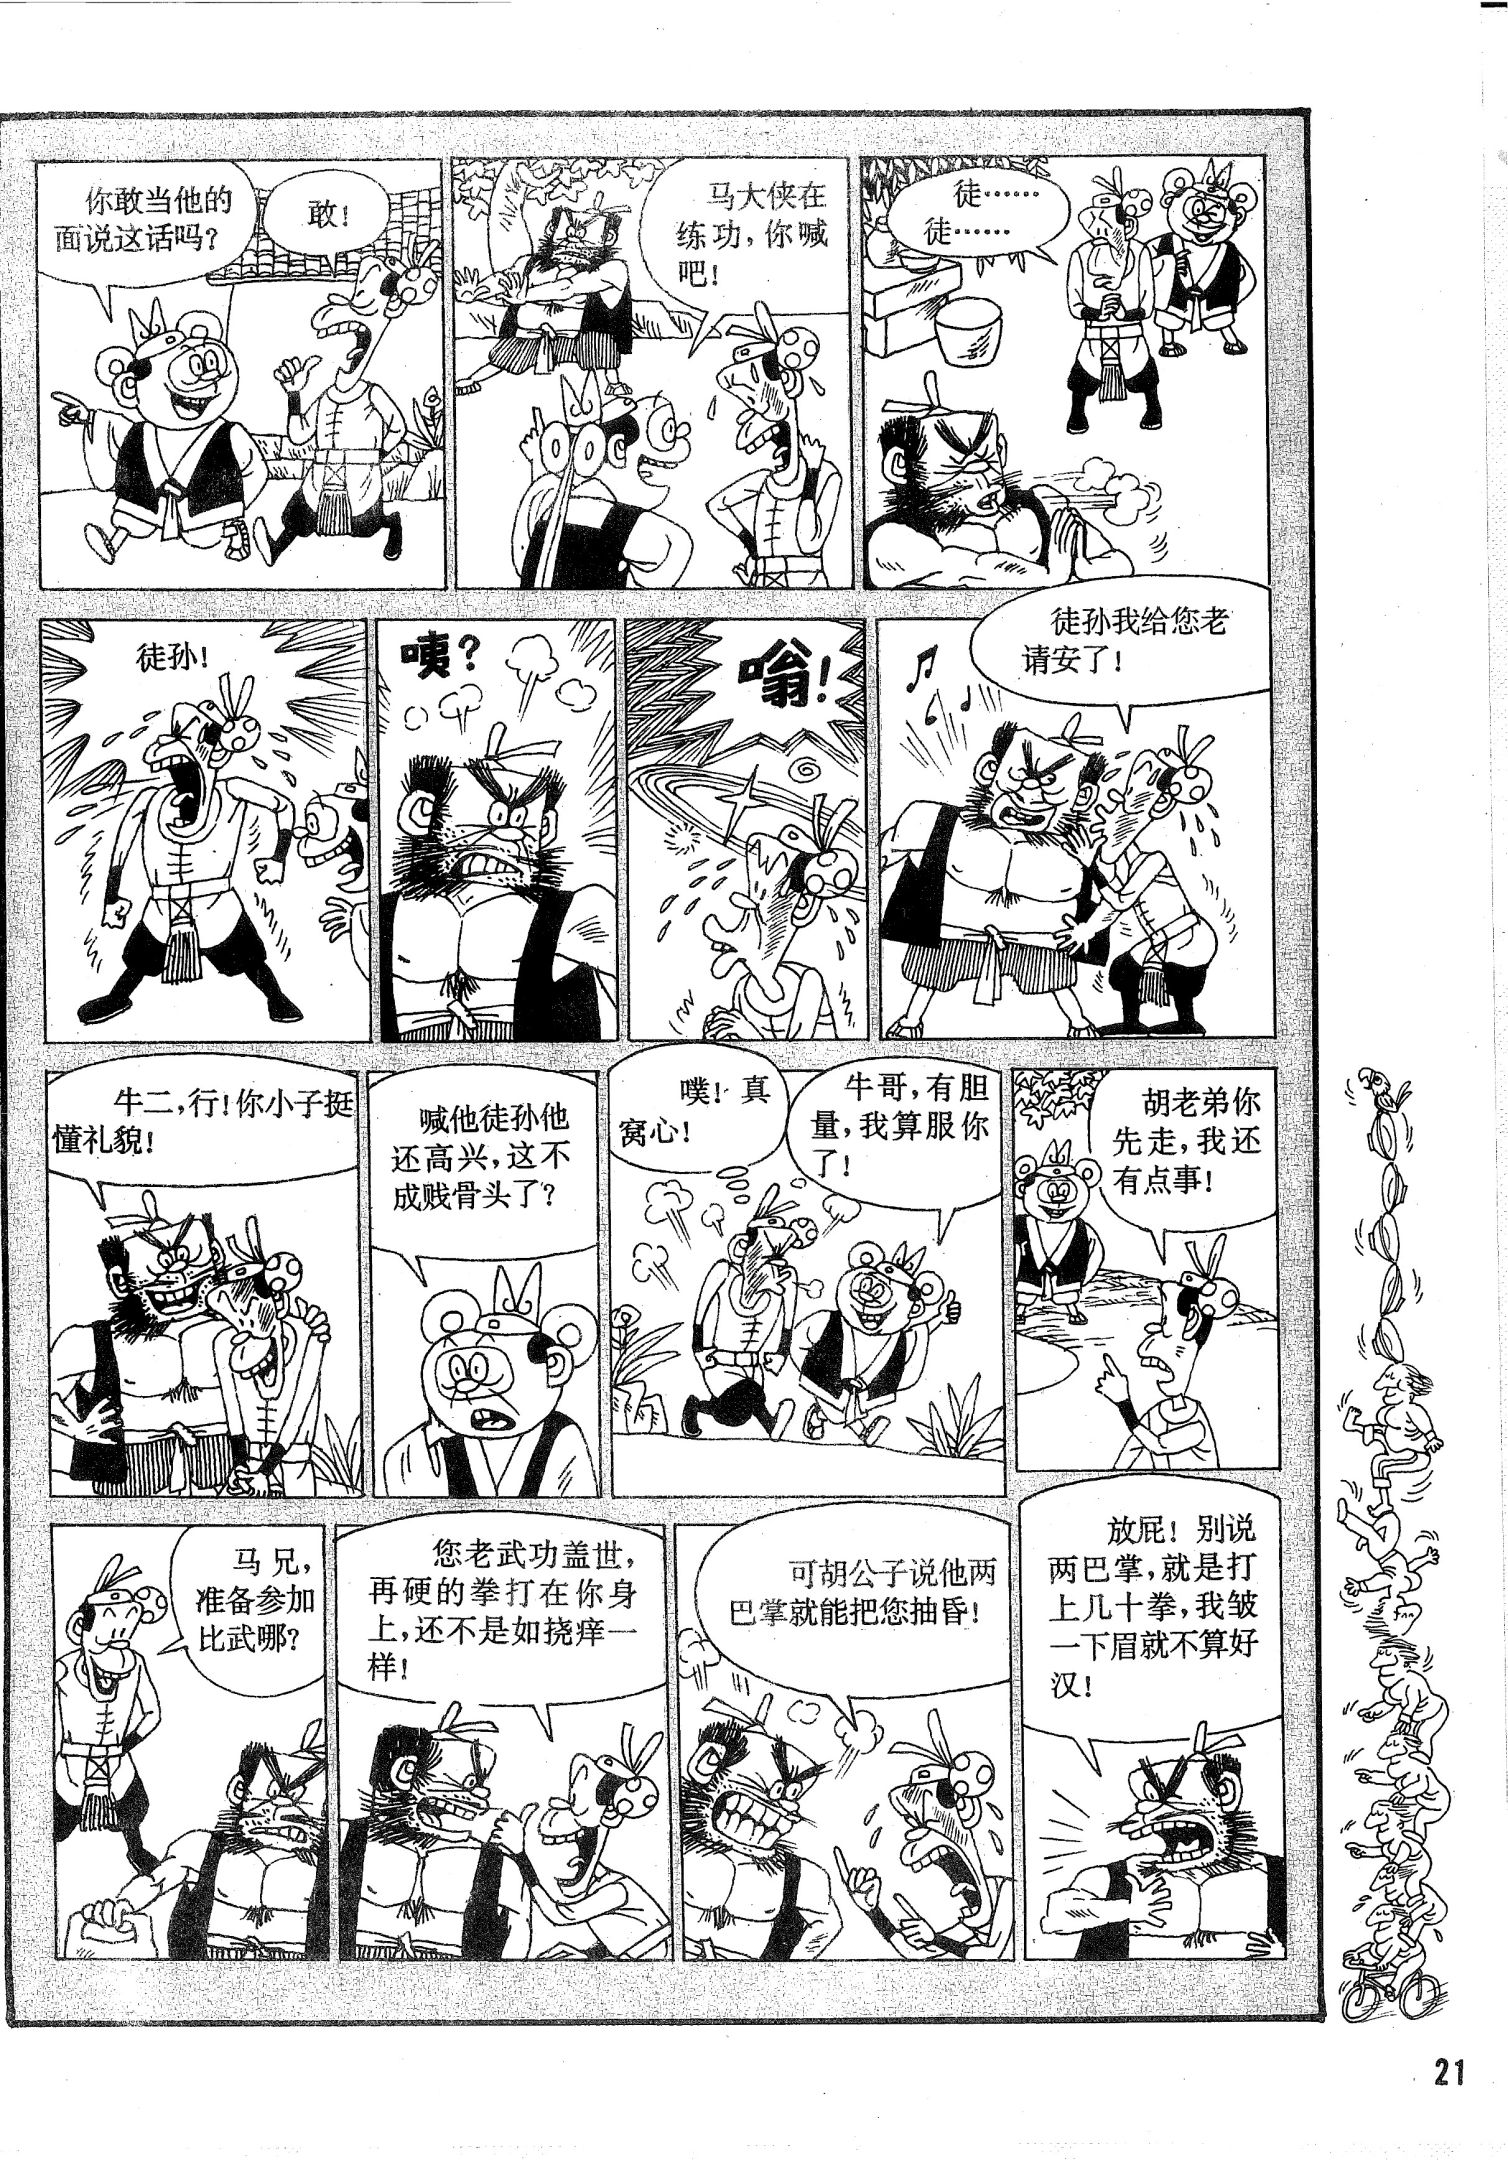 你敢当他的
面说这话吗？
敢！
马大侠在
练功，你喊
吧！
徒……
徒……
徒孙！
咦？
嗡！
徒孙我给您老
请安了！
牛二，行！你小子挺
懂礼貌！
喊他徒孙他
还高兴，这不
成贱骨头了？
噗！真
窝心！
牛哥，有胆
量，我算服你
了！
胡老弟你
先走，我还
有点事！
马兄，
准备参加
比武哪？
您老武功盖世，
再硬的拳打在你身
上，还不是如挠痒一
样！
可胡公子说他两
巴掌就能把您抽昏！
放屁！别说
两巴掌，就是打
上几十拳，我皱
一下眉就不算好
汉！
21